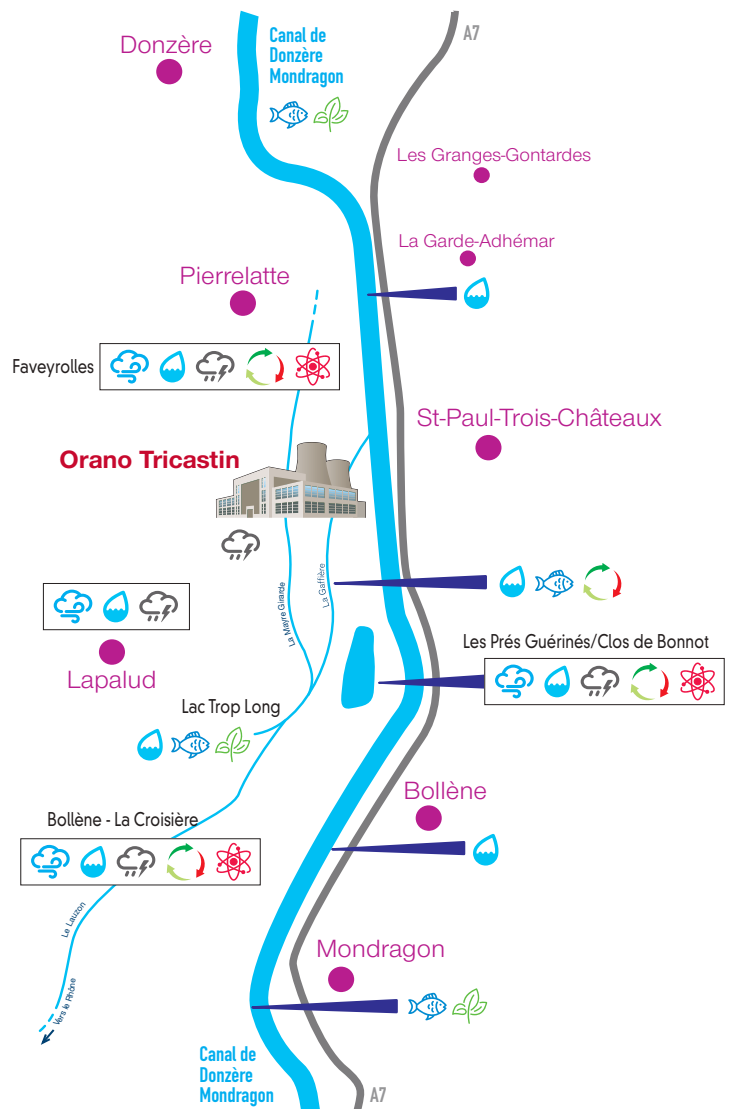 Donzère
Canal de
Donzère
Mondragon
A7
Les Granges-Gontardes
La Garde-Adhémar
Pierrelatte
Faveyrolles
St-Paul-Trois-Châteaux
Orano Tricastin
La Gaffière
La Mayre Girarde
Les Prés Guérinés/Clos de Bonnot
Lapalud
Lac Trop Long
Bollène
Bollène - La Croisière
Le Lauzon
Mondragon
Vers le Rhône
Canal de
Donzère
Mondragon
A7